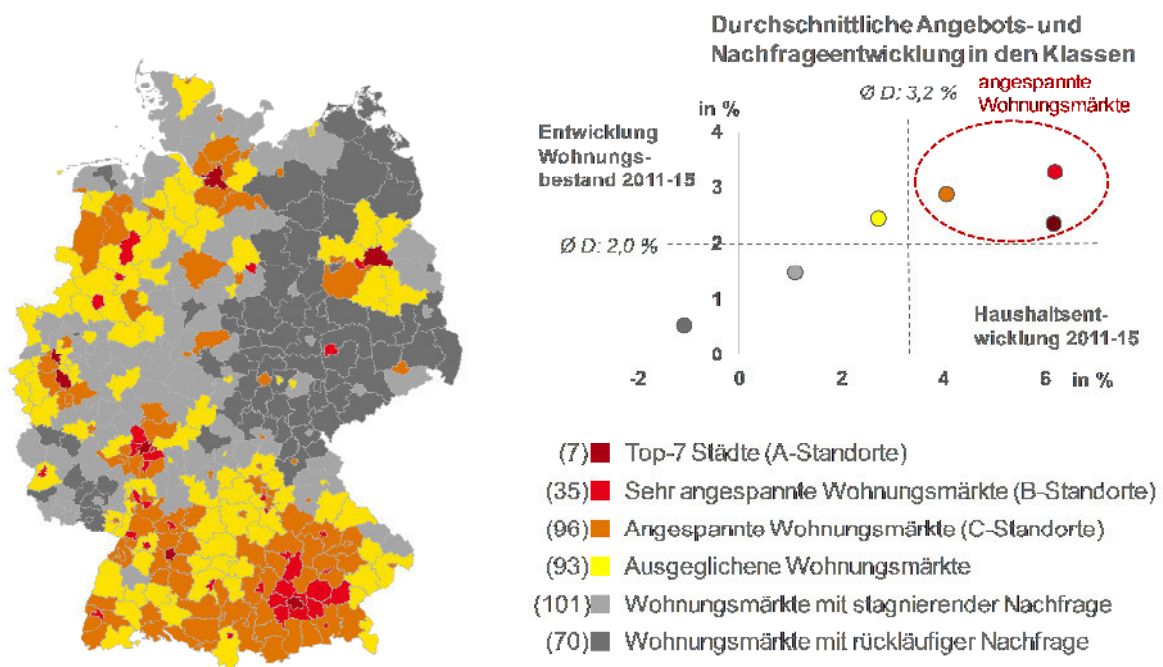 Durchschnittliche Angebots- und
Nachfrageentwicklung in den Klassen
Ø D: 3,2 %
angespannte
Wohnungsmärkte
in %
Entwicklung
Wohnungs-
bestand 2011-15
4
3
Ø D: 2,0 %
2
1
Haushaltsent-
wicklung 2011-15
0
-2
0
2
4
6
in %
(7) Top-7 Städte (A-Standorte)
(35) Sehr angespannte Wohnungsmärkte (B-Standorte)
(96) Angespannte Wohnungsmärkte (C-Standorte)
(93) Ausgeglichene Wohnungsmärkte
(101) Wohnungsmärkte mit stagnierender Nachfrage
(70) Wohnungsmärkte mit rückläufiger Nachfrage